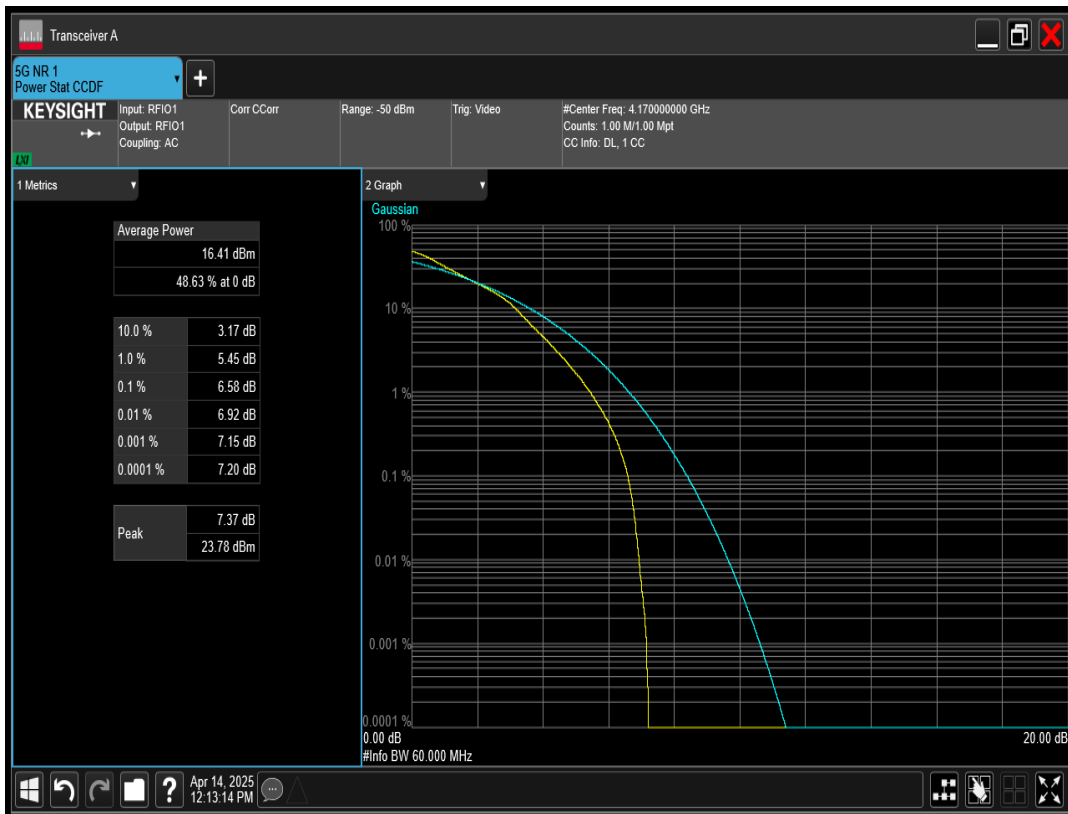 Transceiver A
5G NR 1
Power Stat CCDF
+
KEYSIGHT
LXI
Input: RFIO1
Output: RFIO1
Coupling: AC
Corr CCorr
Range: -50 dBm
Trig: Video
#Center Freq: 4.170000000 GHz
Counts: 1.00 M/1.00 Mpt
CC Info: DL, 1 CC
1 Metrics
Average Power
16.41 dBm
48.63 % at 0 dB
10.0 % 3.17 dB
1.0 % 5.45 dB
0.1 % 6.58 dB
0.01 % 6.92 dB
0.001 % 7.15 dB
0.0001 % 7.20 dB
Peak
7.37 dB
23.78 dBm
2 Graph
Gaussian
100 %
10 %
1 %
0.1 %
0.01 %
0.001 %
0.0001 %
0.00 dB 20.00 dB
#Info BW 60.000 MHz
?
Apr 14, 2025
12:13:14 PM